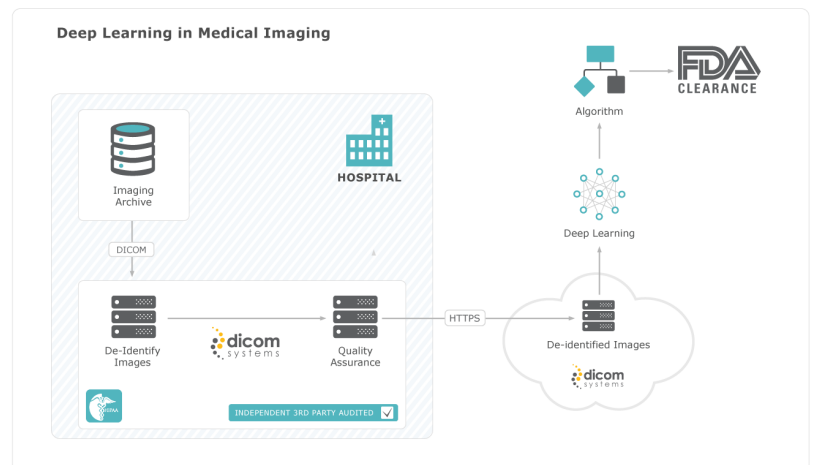 Deep Learning in Medical Imaging
FDA
CLEARANCE
Algorithm
HOSPITAL
Imaging
Archive
DICOM
Deep Learning
HTTPS
De-Identify
Images
dicom
systems
Quality
Assurance
De-identified Images
dicom
systems
HIPAA
INDEPENDENT 3RD PARTY AUDITED